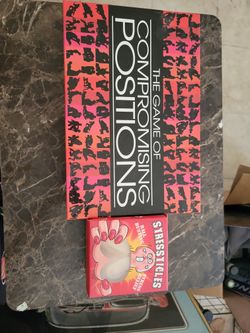 THE GAME OF
COMPROMISING
POSITIONS
STRESSTICLES